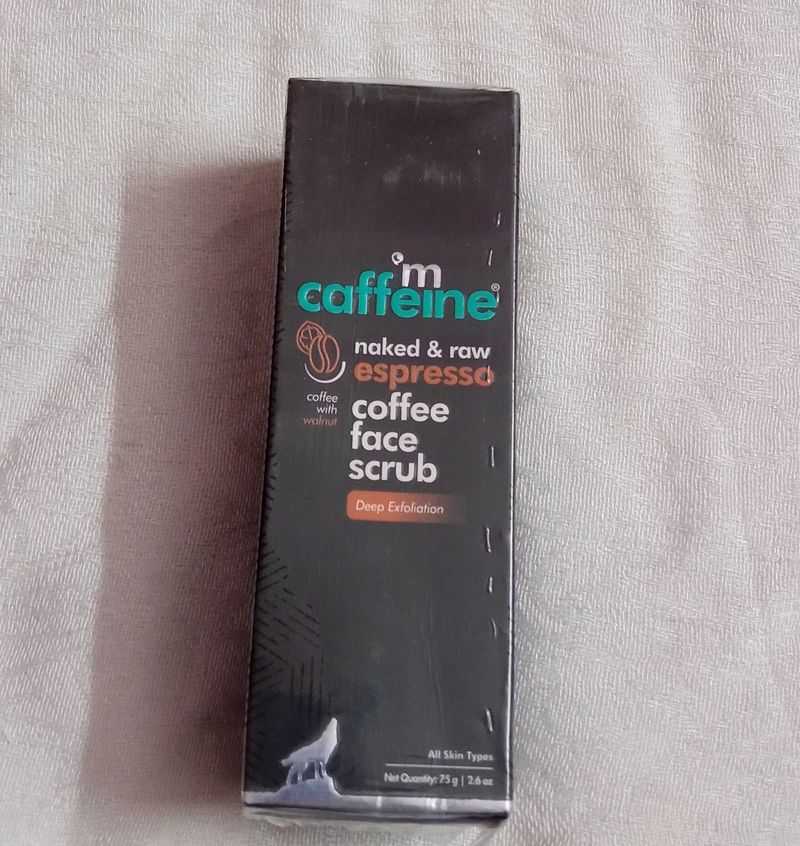 'm
caffeine®
naked & raw
espresso
coffee
with
walnut
coffee
face
scrub
Deep Exfoliation
All Skin Types
Net Quantity: 75 g | 2.6 oz